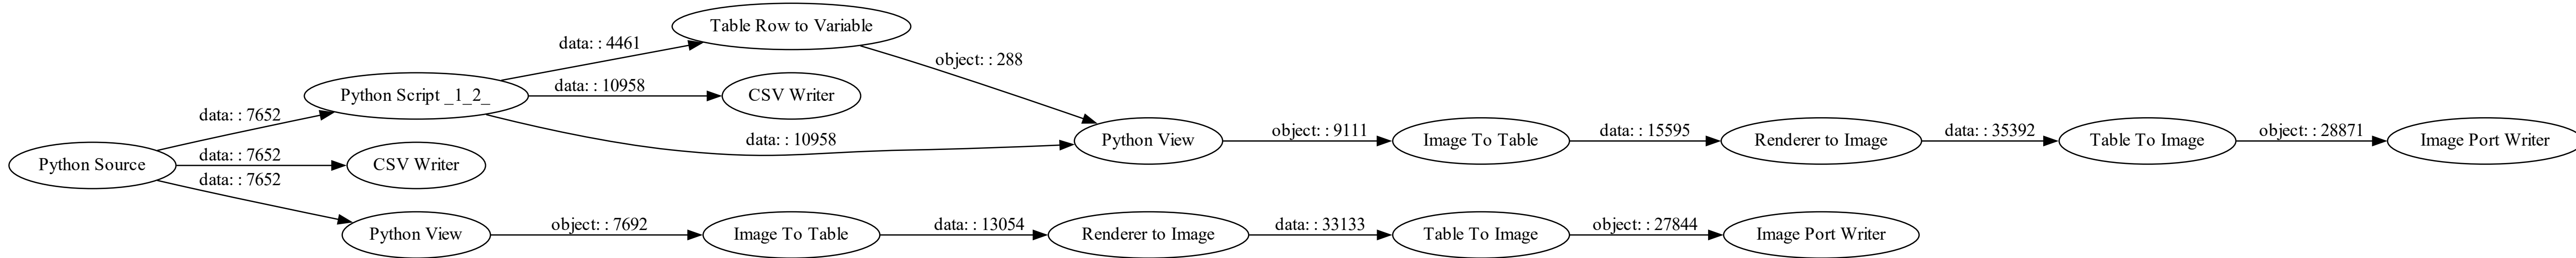 Table Row to Variable
data: : 4461
object: : 288
data: : 10958
Python Script _1_2_
CSV Writer
data: : 7652
data: : 10958
Python View
object: : 9111
Image To Table
data: : 15595
Renderer to Image
data: : 35392
Table To Image
object: : 28871
Image Port Writer
Python Source
data: : 7652
CSV Writer
data: : 7652
Python View
object: : 7692
Image To Table
data: : 13054
Renderer to Image
data: : 33133
Table To Image
object: : 27844
Image Port Writer